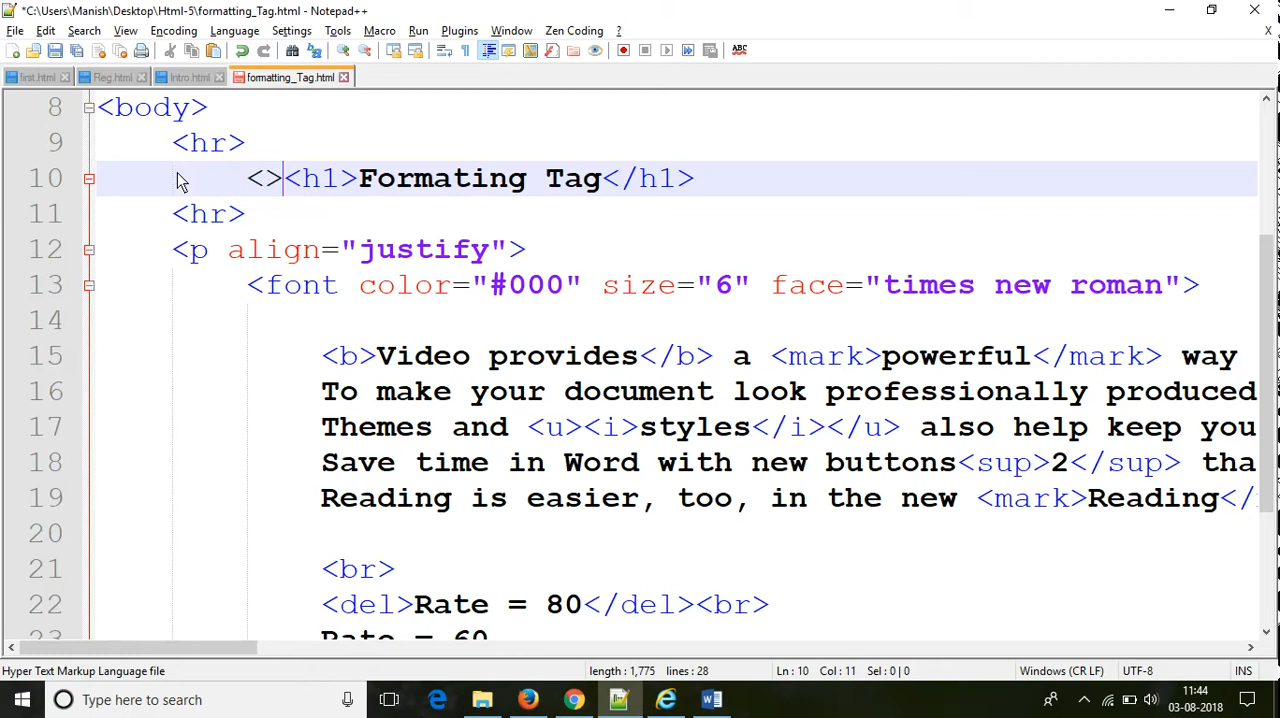 *C:\Users\Manish\Desktop\Html-5\formatting_Tag.html - Notepad++
File Edit Search View Encoding Language Settings Tools Macro Run Plugins Window Zen Coding ?
X
ABC
first.html Reg.html Intro.html formatting_Tag.html
8 <body>
9 <hr>
10 <><h1>Formating Tag</h1>
11 <hr>
12 <p align="justify">
13 <font color="#000" size="6" face="times new roman">
14
15 <b>Video provides</b> a <mark>powerful</mark> way
16 To make your document look professionally produced
17 Themes and <u><i>styles</i></u> also help keep you
18 Save time in Word with new buttons<sup>2</sup> tha
19 Reading is easier, too, in the new <mark>Reading</
20
21 <br>
22 <del>Rate = 80</del><br>
23 Rate = 60
Hyper Text Markup Language file length : 1,775 lines : 28 Ln : 10 Col : 11 Sel : 0 | 0 Windows (CR LF) UTF-8 INS
Type here to search
11:44
03-08-2018